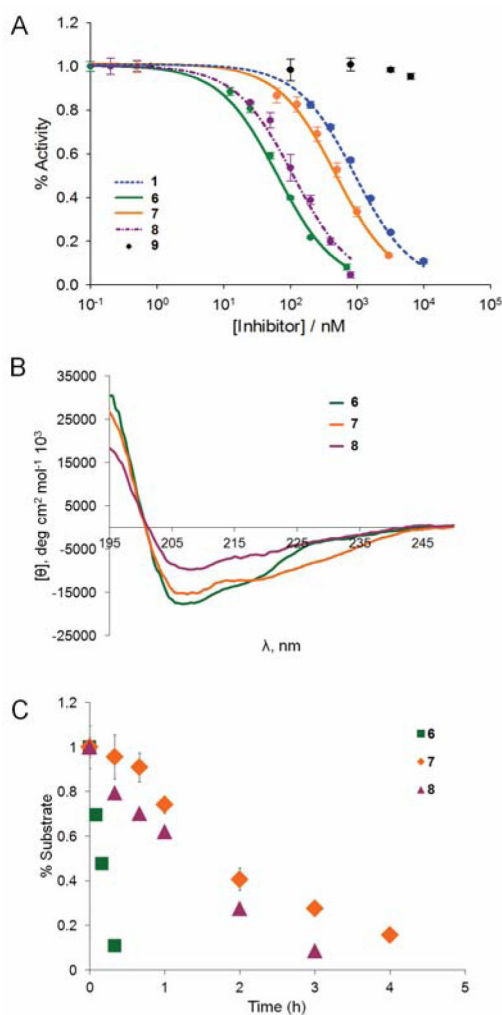 A
% Activity
1.2
1.0
0.8
0.6
0.4
0.2
0.0
1
6
7
8
9
10⁻¹ 10⁰ 10¹ 10² 10³ 10⁴ 10⁵
[Inhibitor] / nM
B
[θ], deg cm² mol⁻¹ 10³
35000
25000
15000
5000
-5000
-15000
-25000
6
7
8
195 205 215 225 235 245
λ, nm
C
% Substrate
1.2
1
0.8
0.6
0.4
0.2
0
6
7
8
0 1 2 3 4 5
Time (h)